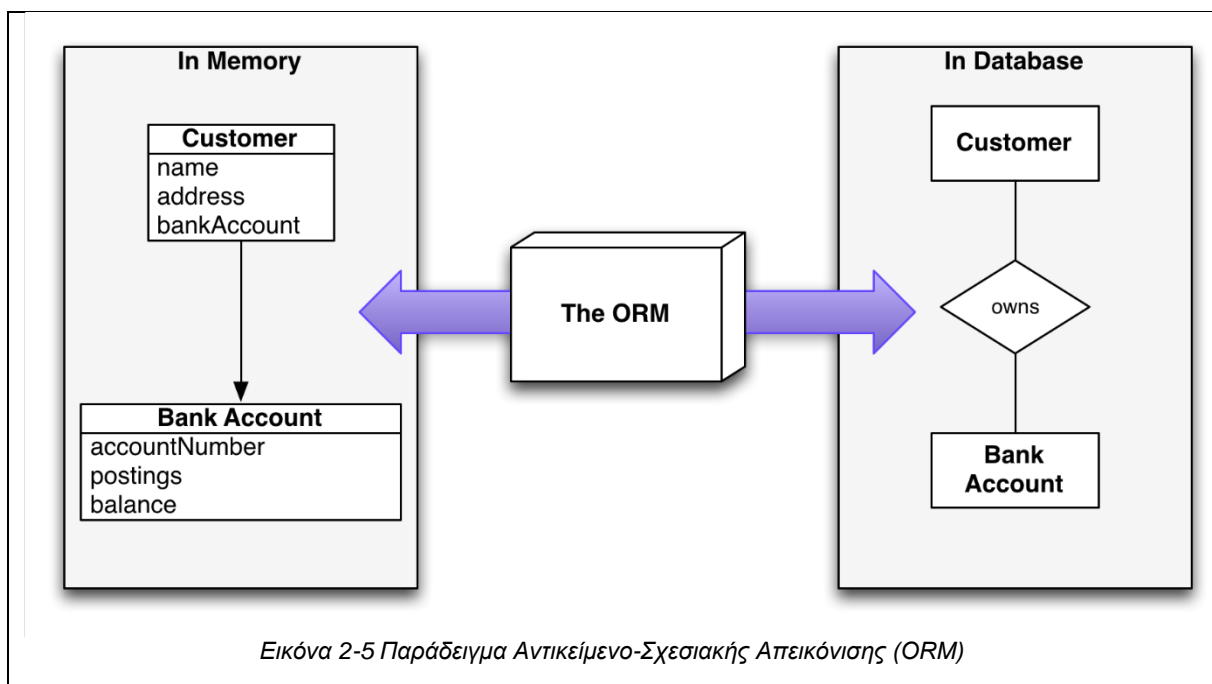 In Memory
Customer
name
address
bankAccount
Bank Account
accountNumber
postings
balance
The ORM
In Database
Customer
owns
Bank
Account
Εικόνα 2-5 Παράδειγμα Αντικείμενο-Σχεσιακής Απεικόνισης (ORM)